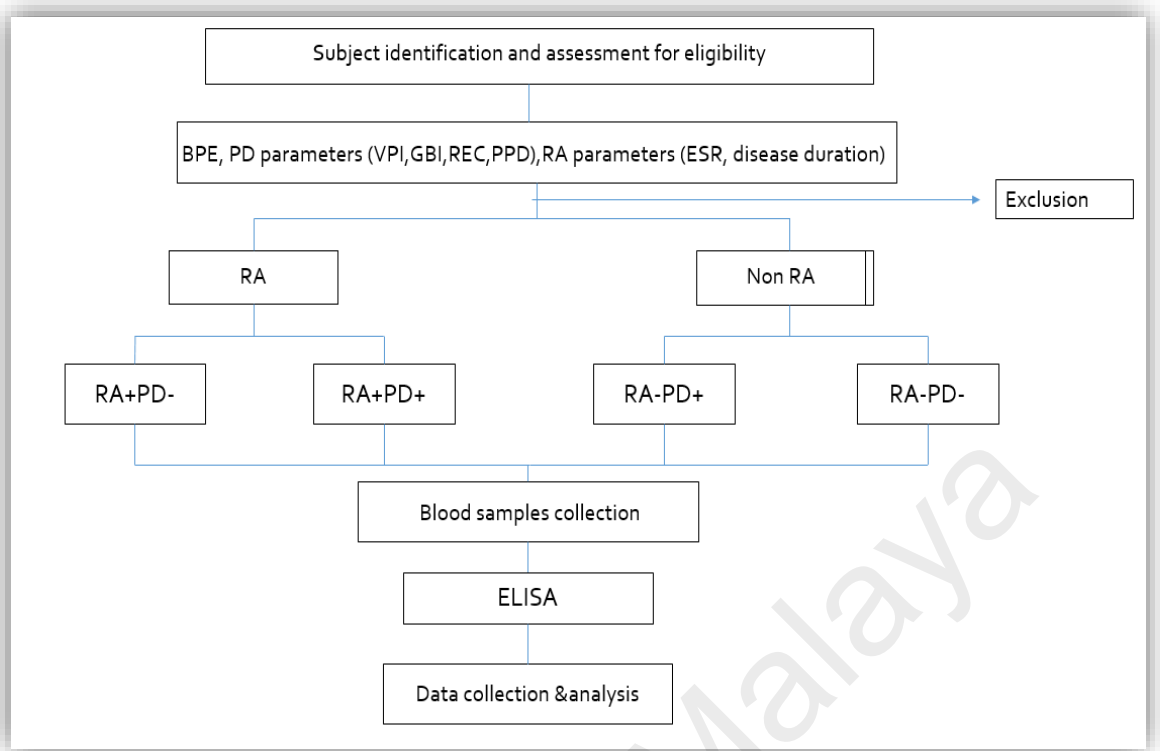 Subject identification and assessment for eligibility
BPE, PD parameters (VPI,GBI,REC,PPD),RA parameters (ESR, disease duration)
Exclusion
RA
Non RA
RA+PD-
RA+PD+
RA-PD+
RA-PD-
Blood samples collection
ELISA
Data collection &analysis
Malaya